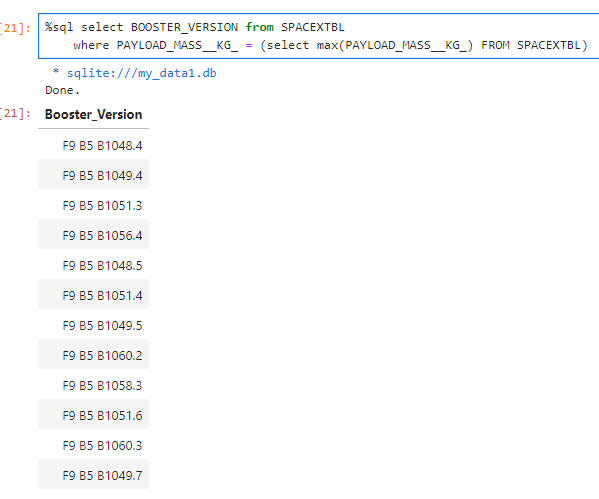 [21]: %sql select BOOSTER_VERSION from SPACEXTBL
where PAYLOAD_MASS__KG_ = (select max(PAYLOAD_MASS__KG_) FROM SPACEXTBL)
* sqlite:///my_data1.db
Done.
[21]: Booster_Version
F9 B5 B1048.4
F9 B5 B1049.4
F9 B5 B1051.3
F9 B5 B1056.4
F9 B5 B1048.5
F9 B5 B1051.4
F9 B5 B1049.5
F9 B5 B1060.2
F9 B5 B1058.3
F9 B5 B1051.6
F9 B5 B1060.3
F9 B5 B1049.7